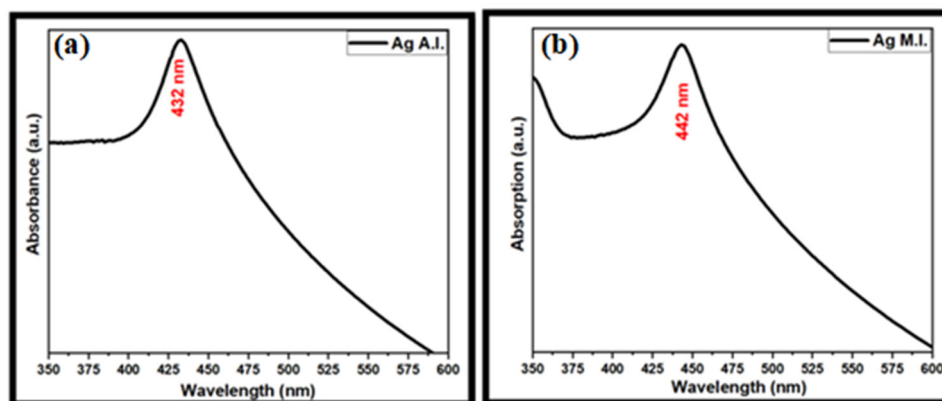 (a)
Ag A.I.
432 nm
Absorbance (a.u.)
350 375 400 425 450 475 500 525 550 575 600
Wavelength (nm)
(b)
Ag M.I.
442 nm
Absorption (a.u.)
350 375 400 425 450 475 500 525 550 575 600
Wavelength (nm)